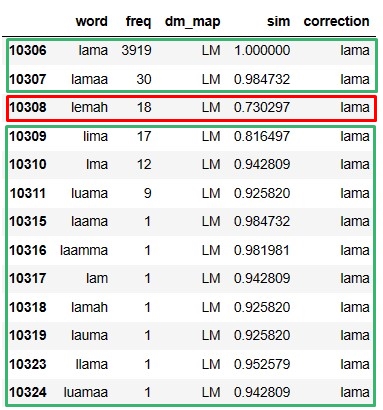 word freq dm_map sim correction
10306 lama 3919 LM 1.000000 lama
10307 lamaa 30 LM 0.984732 lama
10308 lemah 18 LM 0.730297 lama
10309 lima 17 LM 0.816497 lama
10310 lma 12 LM 0.942809 lama
10311 luama 9 LM 0.925820 lama
10315 laama 1 LM 0.984732 lama
10316 laamma 1 LM 0.981981 lama
10317 lam 1 LM 0.942809 lama
10318 lamah 1 LM 0.925820 lama
10319 lauma 1 LM 0.925820 lama
10323 llama 1 LM 0.952579 lama
10324 luamaa 1 LM 0.942809 lama